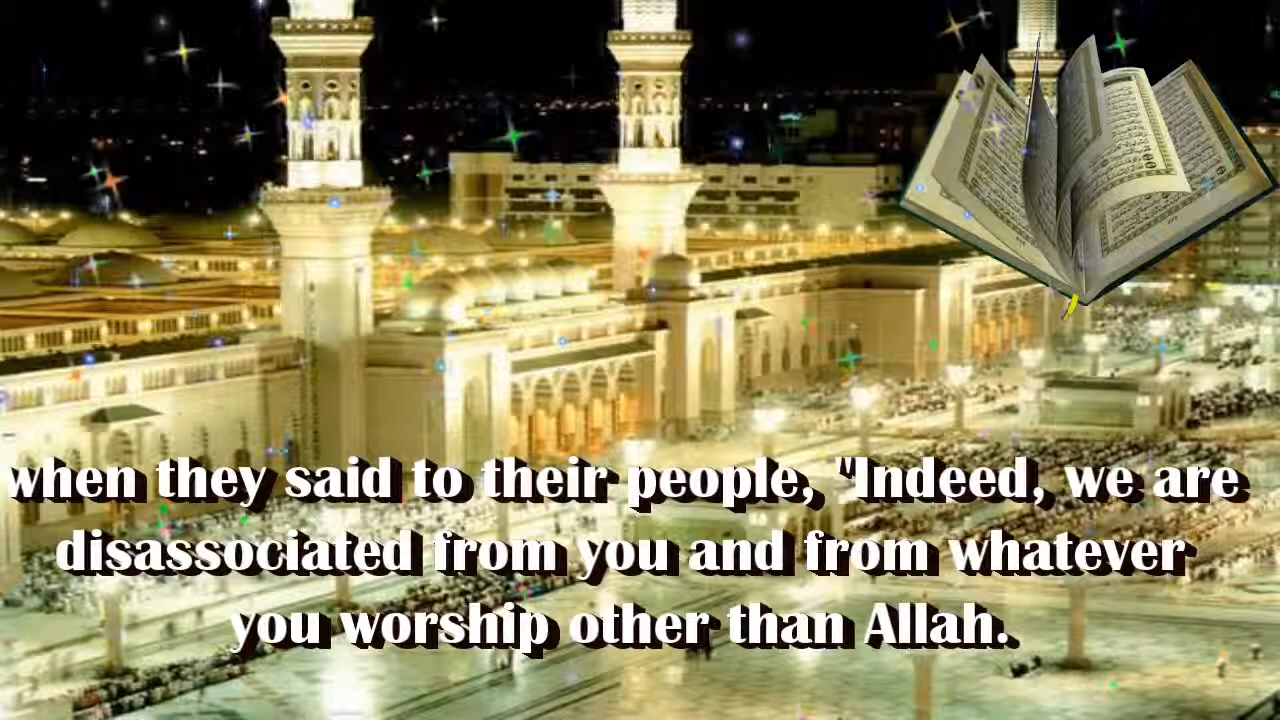 when they said to their people, "Indeed, we are
disassociated from you and from whatever
you worship other than Allah.